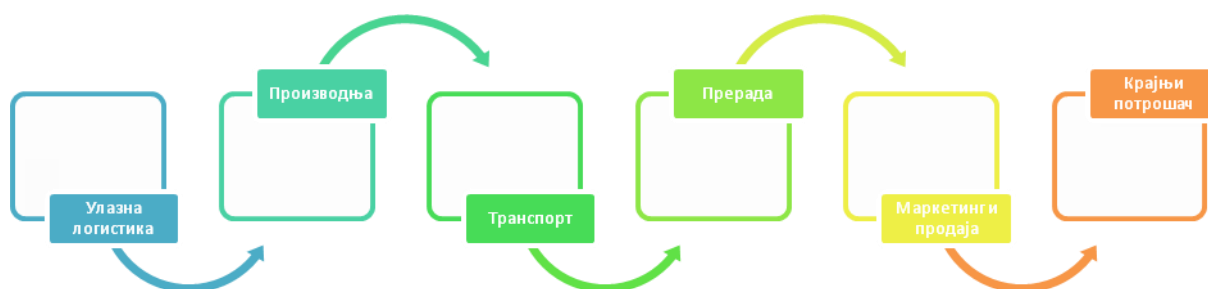 Улазна
логистика
Производња
Транспорт
Прерада
Маркетинг и
продаја
Крајњи
потрошач